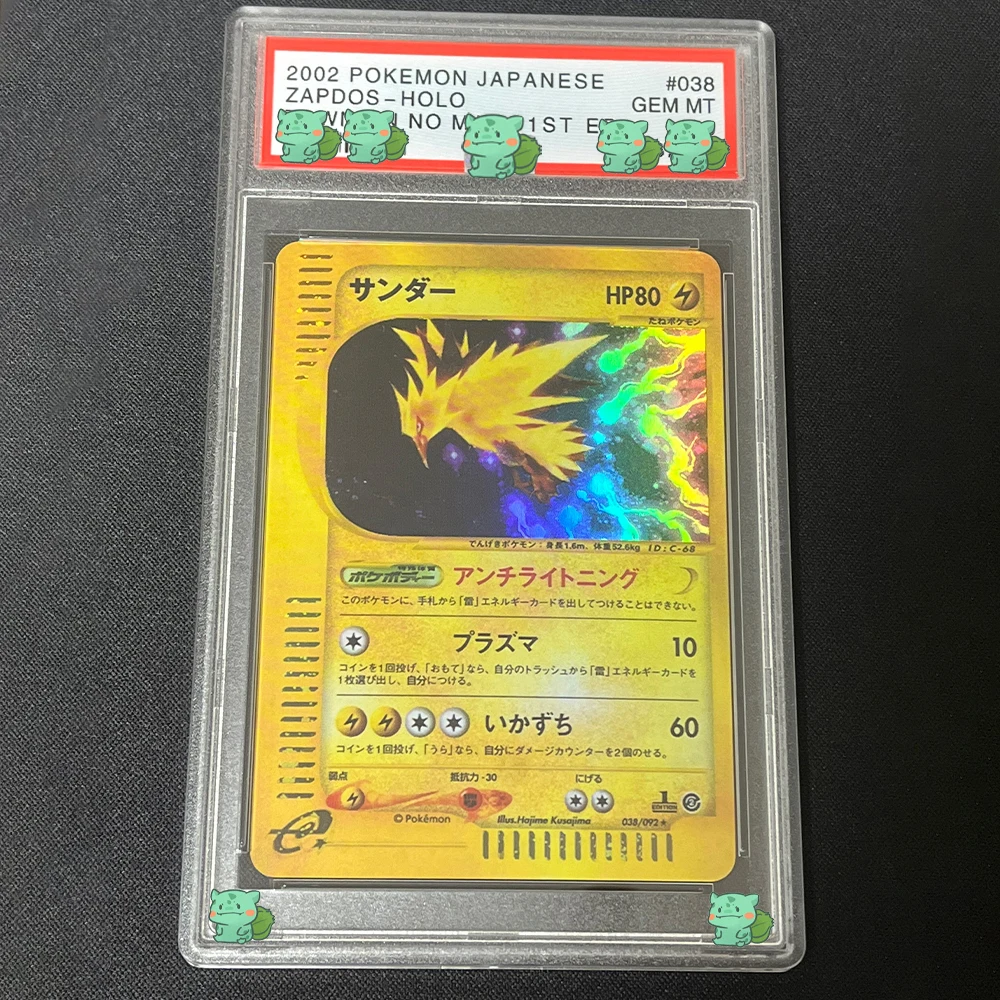 2002 POKEMON JAPANESE #038
ZAPDOS-HOLO GEM MT
NO 1ST
サンダー HP80
たねポケモン
でんげきポケモン：身長1.6m、体重52.6kg ID:C-68
特殊体質
ポケボディー アンチライトニング
このポケモンに、手札から「雷」エネルギーカードを出してつけることはできない。
プラズマ 10
コインを1回投げ、「おもて」なら、自分のトラッシュから「雷」エネルギーカードを
1枚選び出し、自分につける。
いかずち 60
コインを1回投げ、「うら」なら、自分にダメージカウンターを2個のせる。
弱点 抵抗力-30 にげる
1 EDITION
© Pokémon Illus.Hajime Kusajima 038/092★
e